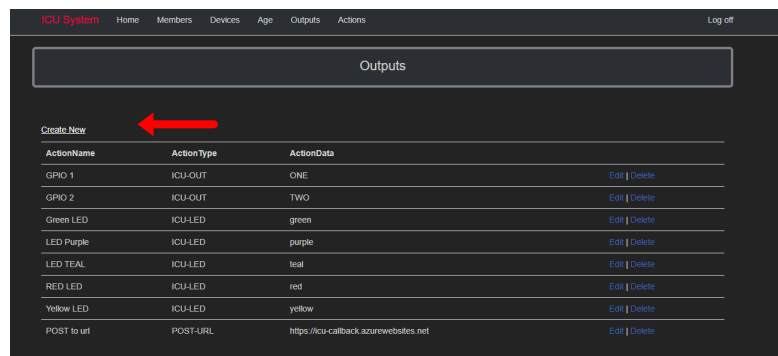 ICU System Home Members Devices Age Outputs Actions Log off
Outputs
Create New
ActionName ActionType ActionData
GPIO 1 ICU-OUT ONE Edit | Delete
GPIO 2 ICU-OUT TWO Edit | Delete
Green LED ICU-LED green Edit | Delete
LED Purple ICU-LED purple Edit | Delete
LED TEAL ICU-LED teal Edit | Delete
RED LED ICU-LED red Edit | Delete
Yellow LED ICU-LED yellow Edit | Delete
POST to url POST-URL https://icu-callback.azurewebsites.net Edit | Delete